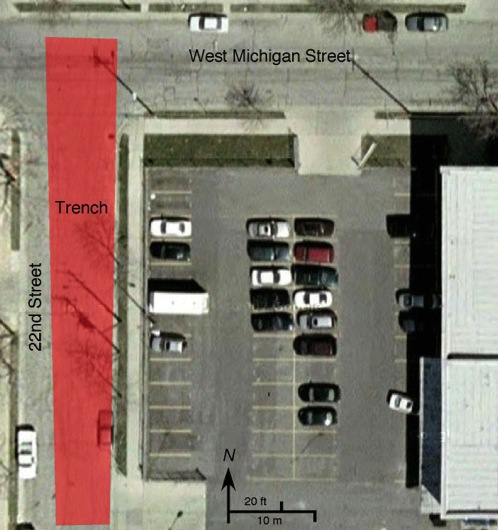 West Michigan Street
Trench
22nd Street
N
20 ft
10 m